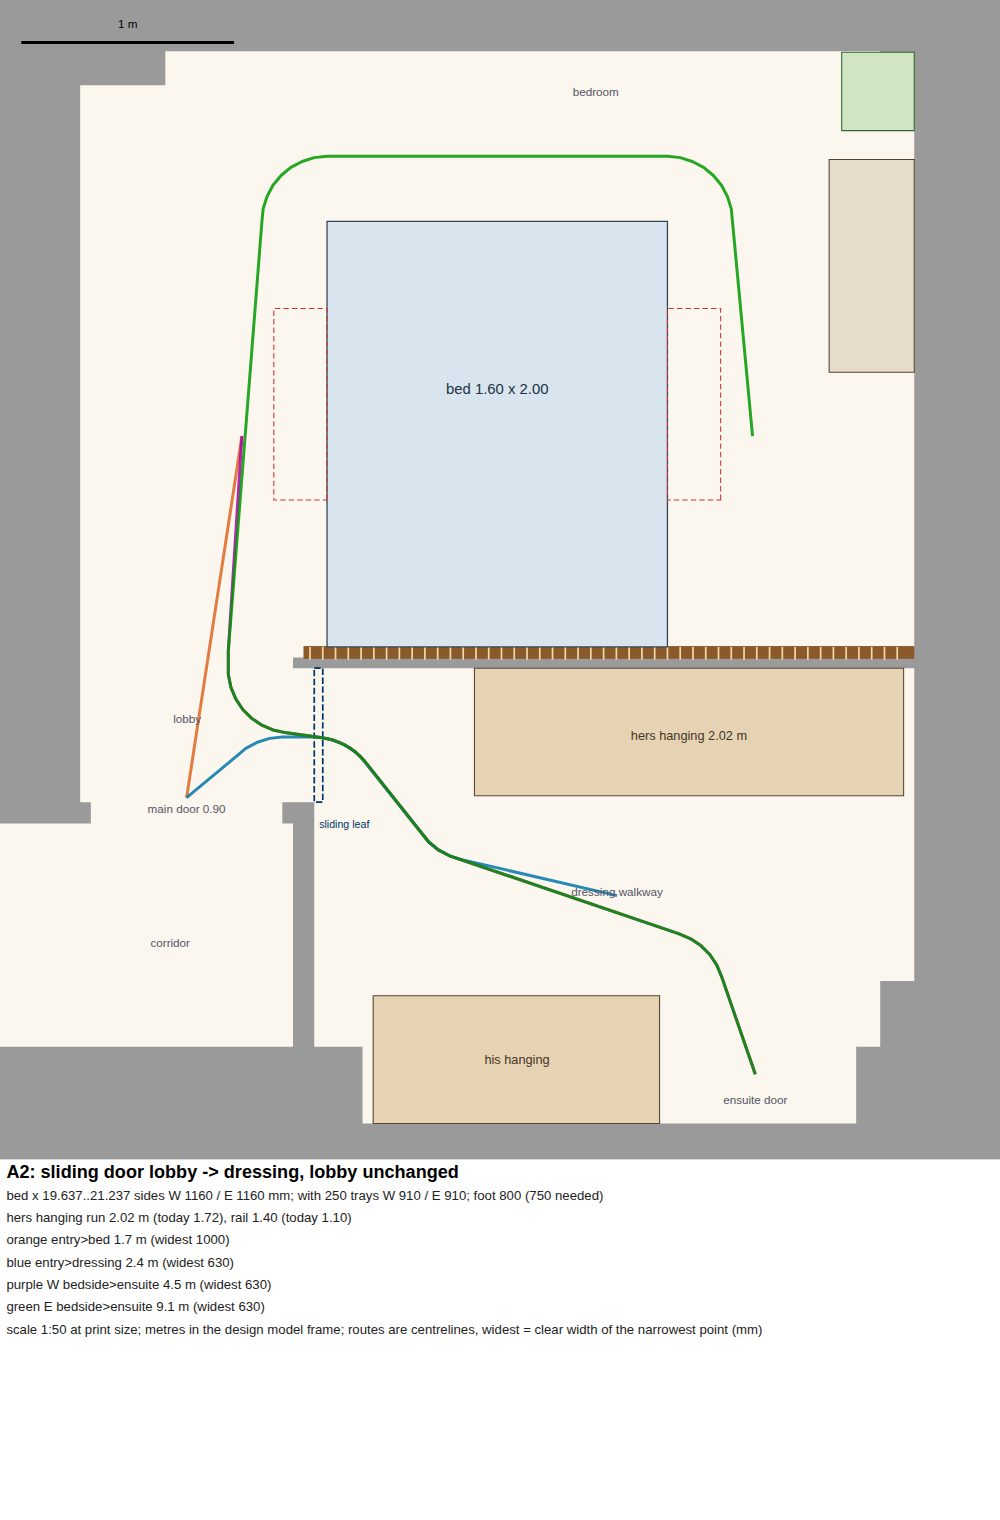 1 m
bedroom
bed 1.60 x 2.00
lobby
hers hanging 2.02 m
main door 0.90
sliding leaf
dressing walkway
corridor
his hanging
ensuite door
A2: sliding door lobby -> dressing, lobby unchanged
bed x 19.637..21.237 sides W 1160 / E 1160 mm; with 250 trays W 910 / E 910; foot 800 (750 needed)
hers hanging run 2.02 m (today 1.72), rail 1.40 (today 1.10)
orange entry>bed 1.7 m (widest 1000)
blue entry>dressing 2.4 m (widest 630)
purple W bedside>ensuite 4.5 m (widest 630)
green E bedside>ensuite 9.1 m (widest 630)
scale 1:50 at print size; metres in the design model frame; routes are centrelines, widest = clear width of the narrowest point (mm)